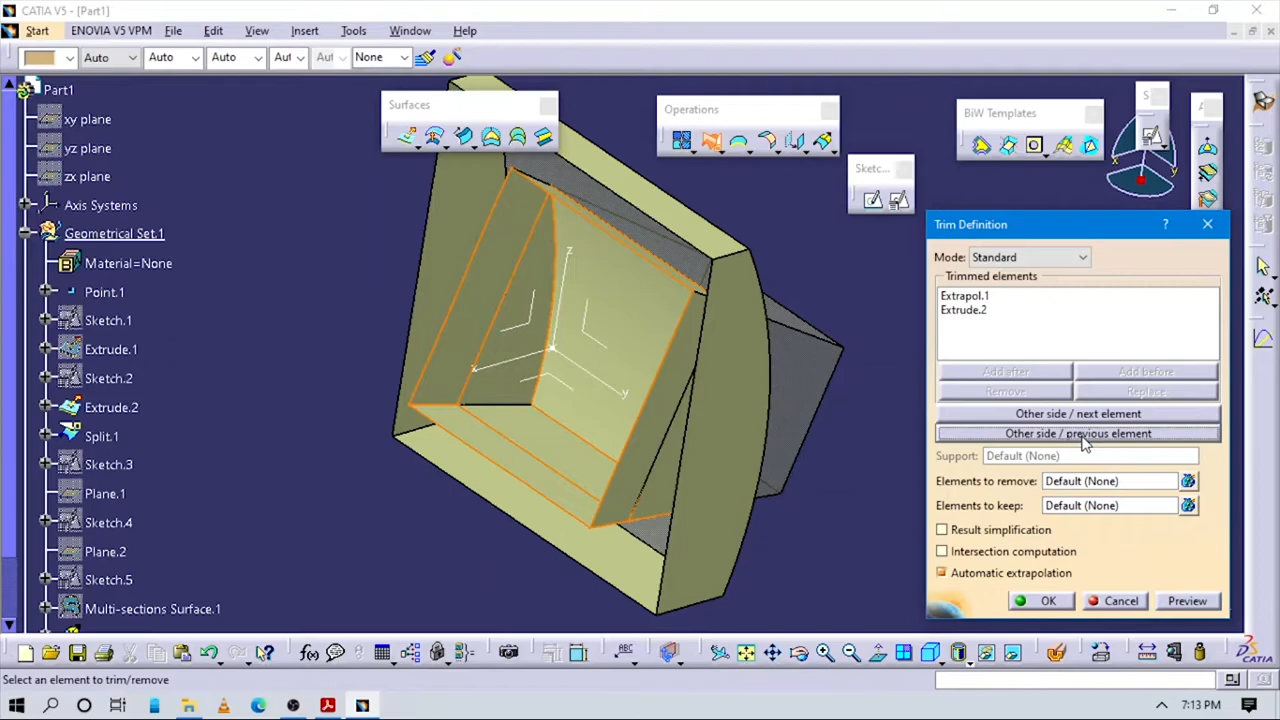 CATIA V5 - [Part1]
Start ENOVIA V5 VPM File Edit View Insert Tools Window Help
Auto Auto Auto Aut Aut None
Part1
xy plane
yz plane
zx plane
Axis Systems
Geometrical Set.1
Material=None
Point.1
Sketch.1
Extrude.1
Sketch.2
Extrude.2
Split.1
Sketch.3
Plane.1
Sketch.4
Plane.2
Sketch.5
Multi-sections Surface.1
Surfaces
Operations
Sketc...
BiW Templates
S
A
z
x
y
Trim Definition
? 
Mode: Standard
Trimmed elements
Extrapol.1
Extrude.2
Add after Add before
Remove Replace
Other side / next element
Other side / previous element
Support: Default (None)
Elements to remove: Default (None)
Elements to keep: Default (None)
Result simplification
Intersection computation
Automatic extrapolation
OK Cancel Preview
CATIA
Select an element to trim/remove
7:13 PM